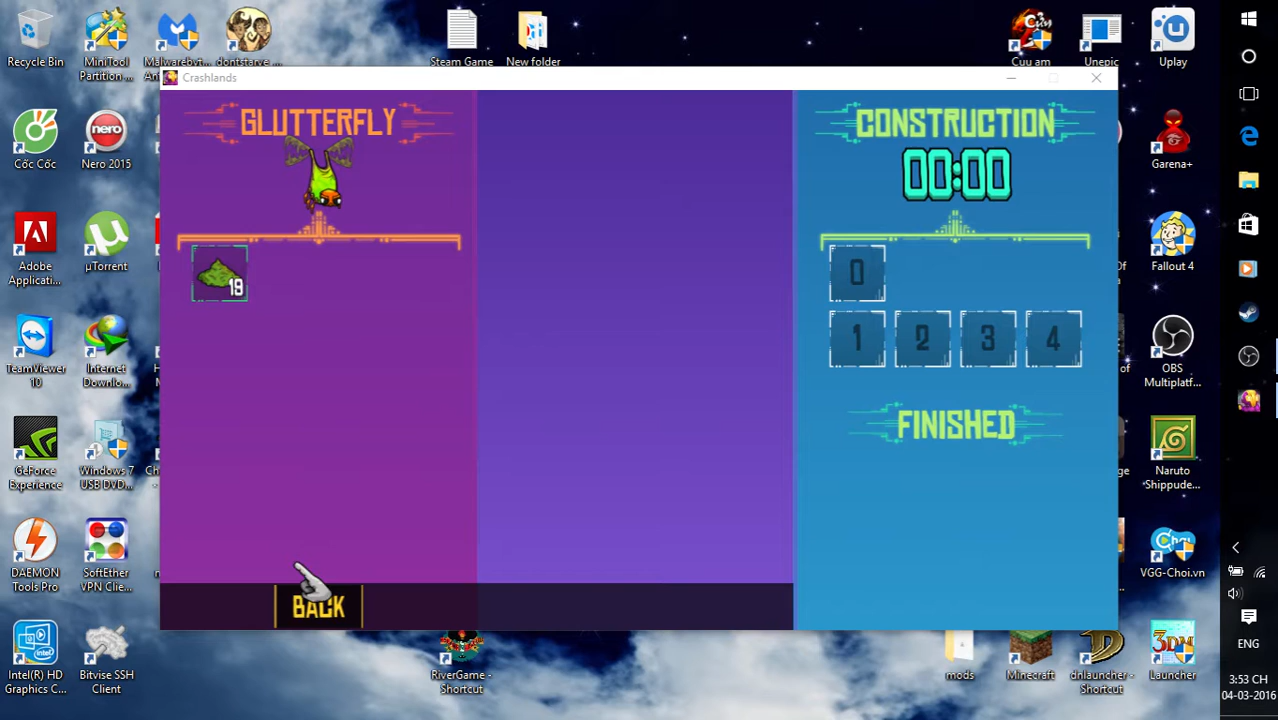 Recycle Bin
MiniTool
Partition ...
Malwarebyt...
dontstarve ...
Steam Game
New folder
Cuu am
Unepic
Uplay
Crashlands
GLUTTERFLY
19
BACK
CONSTRUCTION
00:00
0
1 2 3 4
FINISHED
Cốc Cốc
Nero 2015
nero
Garena+
Adobe
Applicati...
µTorrent
Fallout 4
TeamViewer
10
Internet
Downlo...
OBS
Multiplatf...
GeForce
Experience
Windows 7
USB DVD...
Naruto
Shippude...
DAEMON
Tools Pro
SoftEther
VPN Clie...
VGG-Choi.vn
Intel(R) HD
Graphics C...
Bitvise SSH
Client
RiverGame -
Shortcut
mods
Minecraft
dnlauncher -
Shortcut
3DM
Launcher
ENG
3:53 CH
04-03-2016